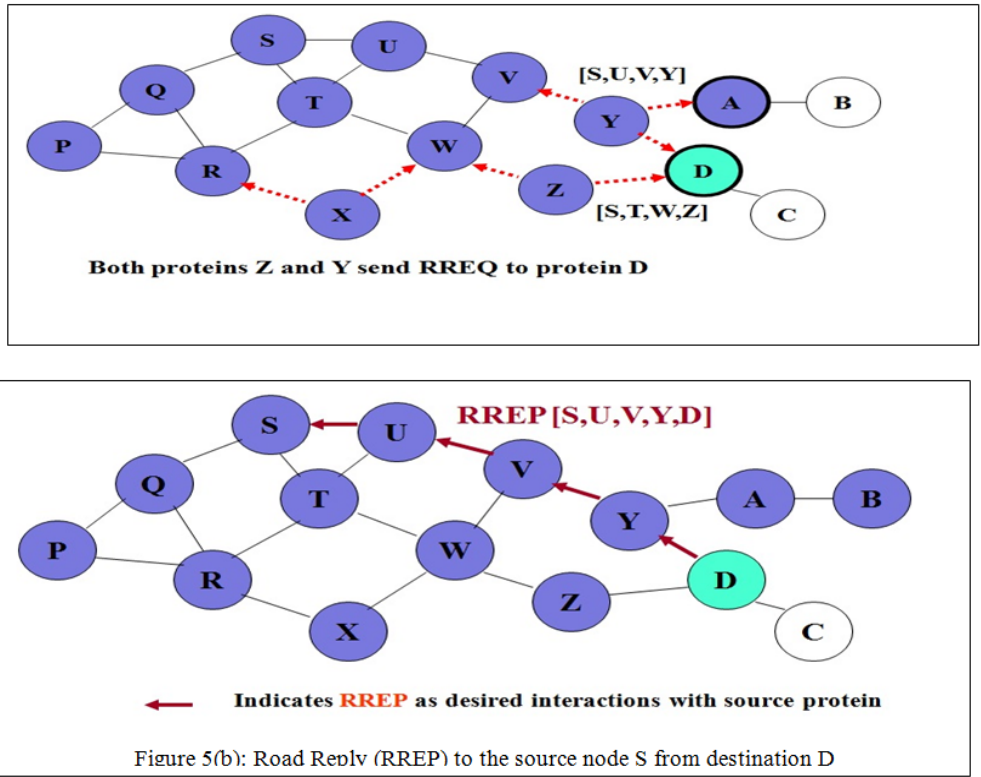 S
U
V
[S,U,V,Y]
Q
T
Y
A
B
P
R
W
D
Z
X
[S,T,W,Z]
C
Both proteins Z and Y send RREQ to protein D
RREP [S,U,V,Y,D]
S
U
V
Q
T
Y
A
B
P
R
W
D
Z
X
C
Indicates RREP as desired interactions with source protein
Figure 5(b): Road Reply (RREP) to the source node S from destination D